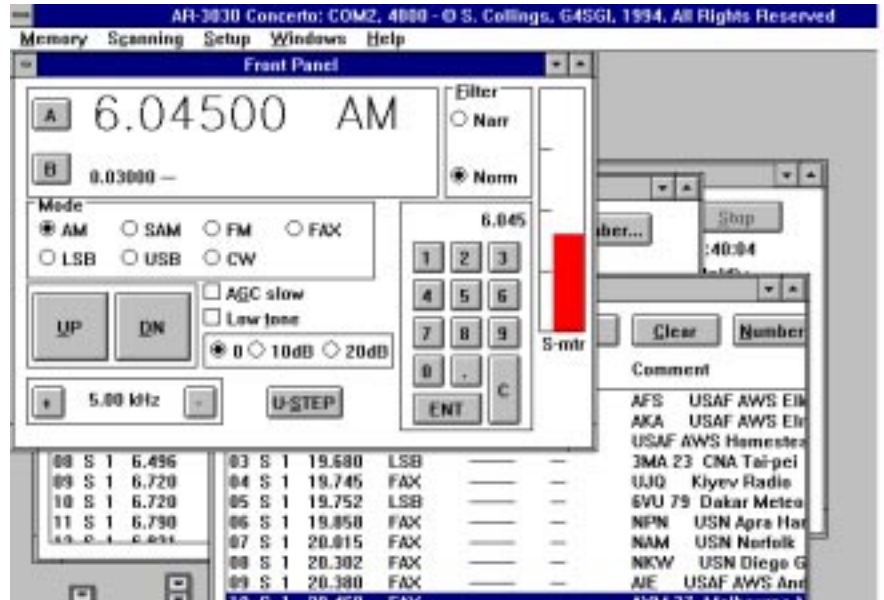 AR-3030 Concerto: COM2, 4800 - © S. Collings, G4SGI, 1994. All Rights Reserved
Memory Scanning Setup Windows Help
Front Panel
A 6.04500 AM
B 0.03000 —
Filter
Narr
Norm
Mode
AM SAM FM FAX
LSB USB CW
UP DN
AGC slow
Low tone
0 10dB 20dB
+ 5.00 kHz -
U-STEP
6.045
1 2 3
4 5 6
7 8 9
0 . C
ENT
S-mtr
Stop
:40:04
Clear Number
Comment
AFS USAF AWS
AKA USAF AWS
USAF AWS
08 S 1 6.496
09 S 1 6.720
10 S 1 6.720
11 S 1 6.790
03 S 1 19.680 LSB —— — 3MA 23 CNA Tai-pei
04 S 1 19.745 FAX —— — UJQ Kiyev Radio
05 S 1 19.752 LSB —— — 6VU 79 Dakar Meteo
06 S 1 19.850 FAX —— — NPN USN Apra Har
07 S 1 20.015 FAX —— — NAM USN Norfolk
08 S 1 20.302 FAX —— — NKW USN Diego G
09 S 1 20.380 FAX —— — AIE USAF AWS And